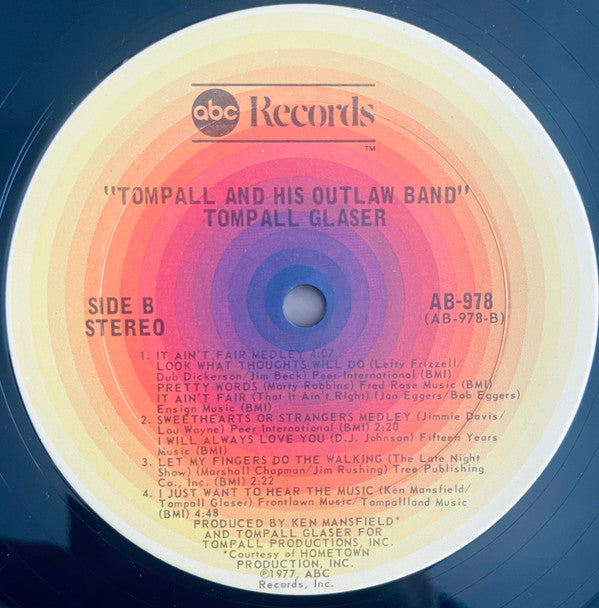 abc Records
TM
"TOMPALL AND HIS OUTLAW BAND"
TOMPALL GLASER
SIDE B
STEREO
AB-978
(AB-978-B)
1. IT AIN'T FAIR MEDLEY 4:07
LOOK WHAT THOUGHTS WILL DO (Lefty Frizzell/
Dub Dickerson/Jim Beck) Peer International (BMI)
PRETTY WORDS (Marty Robbins) Fred Rose Music (BMI)
IT AIN'T FAIR (That It Ain't Right) (Jan Eggers/Bob Eggers)
Ensign Music (BMI)
2. SWEETHEARTS OR STRANGERS MEDLEY (Jimmie Davis/
Lou Wayne) Peer International (BMI) 2:20
I WILL ALWAYS LOVE YOU (D.J. Johnson) Fifteen Years
Music (BMI)
3. LET MY FINGERS DO THE WALKING (The Late Night
Show) (Marshall Chapman/Jim Rushing) Tree Publishing
Co., Inc. (BMI) 2:22
4. I JUST WANT TO HEAR THE MUSIC (Ken Mansfield/
Tompall Glaser) Frontlawn Music/Tompalland Music
(BMI) 4:48
PRODUCED BY KEN MANSFIELD*
AND TOMPALL GLASER FOR
TOMPALL PRODUCTIONS, INC.
*Courtesy of HOMETOWN
PRODUCTION, INC.
℗1977, ABC
Records, Inc.